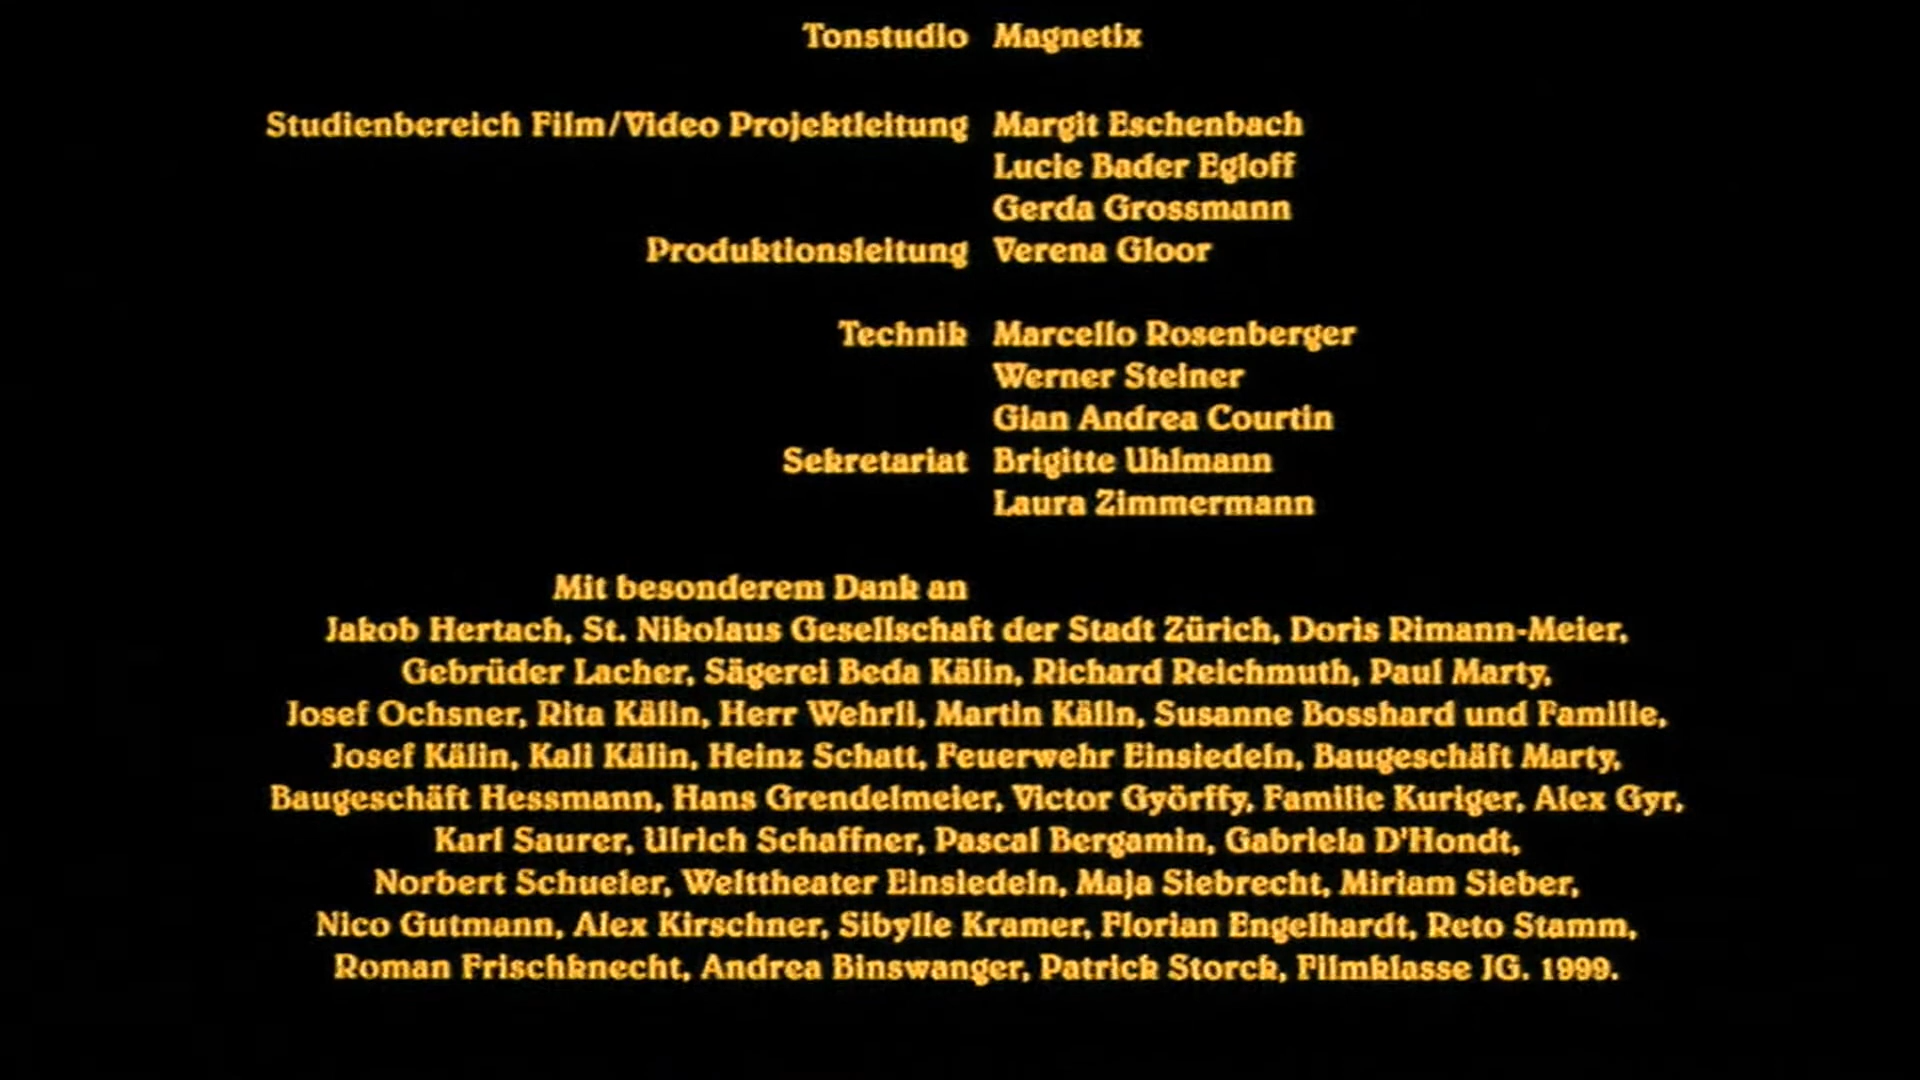 Tonstudio Magnetix
Studienbereich Film/Video Projektleitung Margit Eschenbach
Lucie Bader Egloff
Gerda Grossmann
Produktionsleitung Verena Gloor
Technik Marcello Rosenberger
Werner Steiner
Gian Andrea Courtin
Sekretariat Brigitte Uhlmann
Laura Zimmermann
Mit besonderem Dank an
Jakob Hertach, St. Nikolaus Gesellschaft der Stadt Zürich, Doris Rimann-Meier,
Gebrüder Lacher, Sägerei Beda Kälin, Richard Reichmuth, Paul Marty,
Josef Ochsner, Rita Kälin, Herr Wehrli, Martin Kälin, Susanne Bosshard und Familie,
Josef Kälin, Kali Kälin, Heinz Schatt, Feuerwehr Einsiedeln, Baugeschäft Marty,
Baugeschäft Hessmann, Hans Grendelmeier, Victor Györffy, Familie Kuriger, Alex Gyr,
Karl Saurer, Ulrich Schaffner, Pascal Bergamin, Gabriela D'Hondt,
Norbert Schueler, Welttheater Einsiedeln, Maja Siebrecht, Miriam Sieber,
Nico Gutmann, Alex Kirschner, Sibylle Kramer, Florian Engelhardt, Reto Stamm,
Roman Frischknecht, Andrea Binswanger, Patrick Storck, Filmklasse JG. 1999.